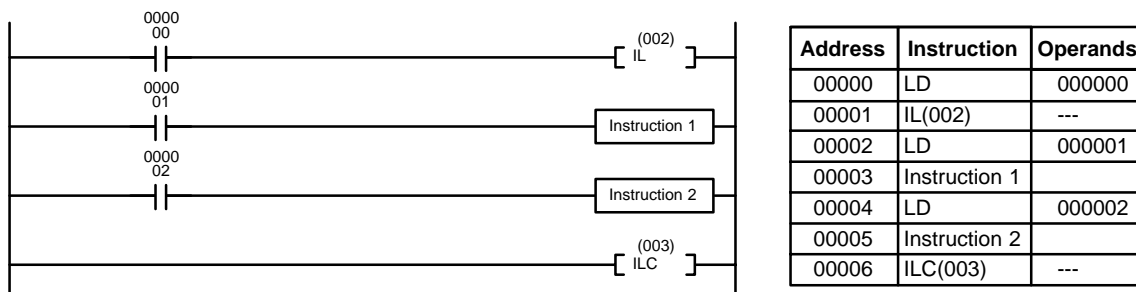 0000
00
(002)
IL
0000
01
Instruction 1
0000
02
Instruction 2
(003)
ILC
Address Instruction Operands
00000 LD 000000
00001 IL(002) ---
00002 LD 000001
00003 Instruction 1
00004 LD 000002
00005 Instruction 2
00006 ILC(003) ---